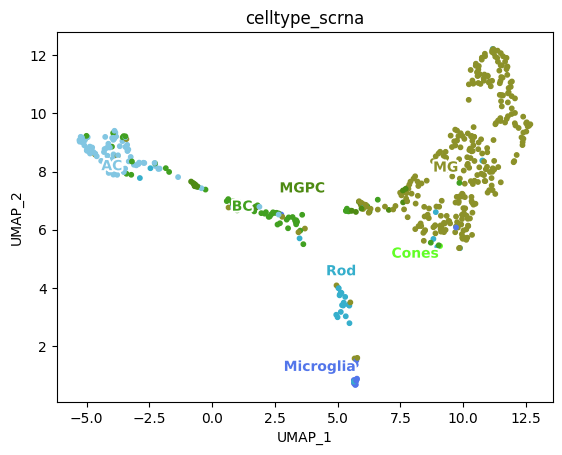 celltype_scrna
12
10
8
6
4
2
UMAP_2
AC
MG
MGPC
BC
Cones
Rod
Microglia
−5.0 −2.5 0.0 2.5 5.0 7.5 10.0 12.5
UMAP_1